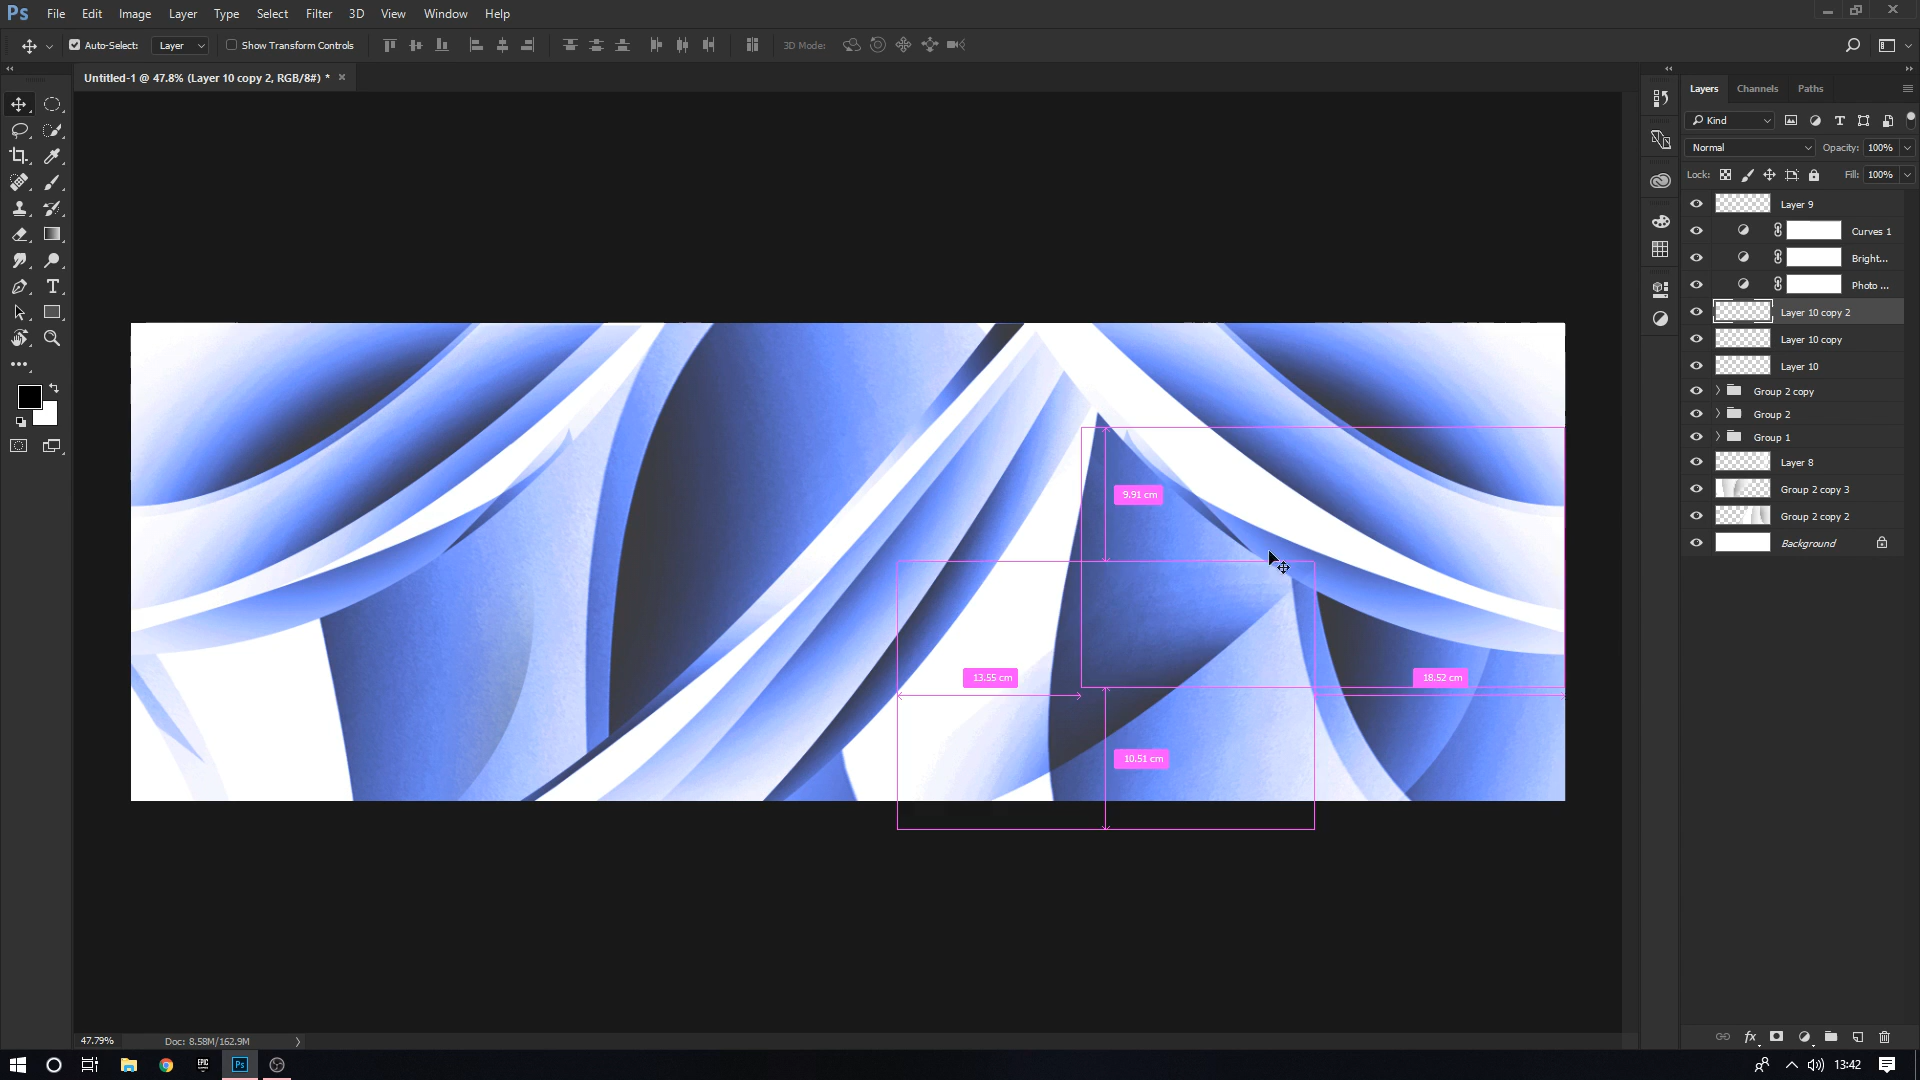 Ps File Edit Image Layer Type Select Filter 3D View Window Help
Auto-Select: Layer Show Transform Controls 3D Mode:
Untitled-1 @ 47.8% (Layer 10 copy 2, RGB/8#) * ×
Layers Channels Paths
Kind
Normal Opacity: 100%
Lock: Fill: 100%
Layer 9
Curves 1
Bright...
Photo ...
Layer 10 copy 2
Layer 10 copy
Layer 10
Group 2 copy
Group 2
Group 1
Layer 8
Group 2 copy 3
Group 2 copy 2
Background
9.91 cm
13.55 cm
18.52 cm
10.51 cm
47.79% Doc: 8.58M/162.9M
fx
EPIC Ps 13:42